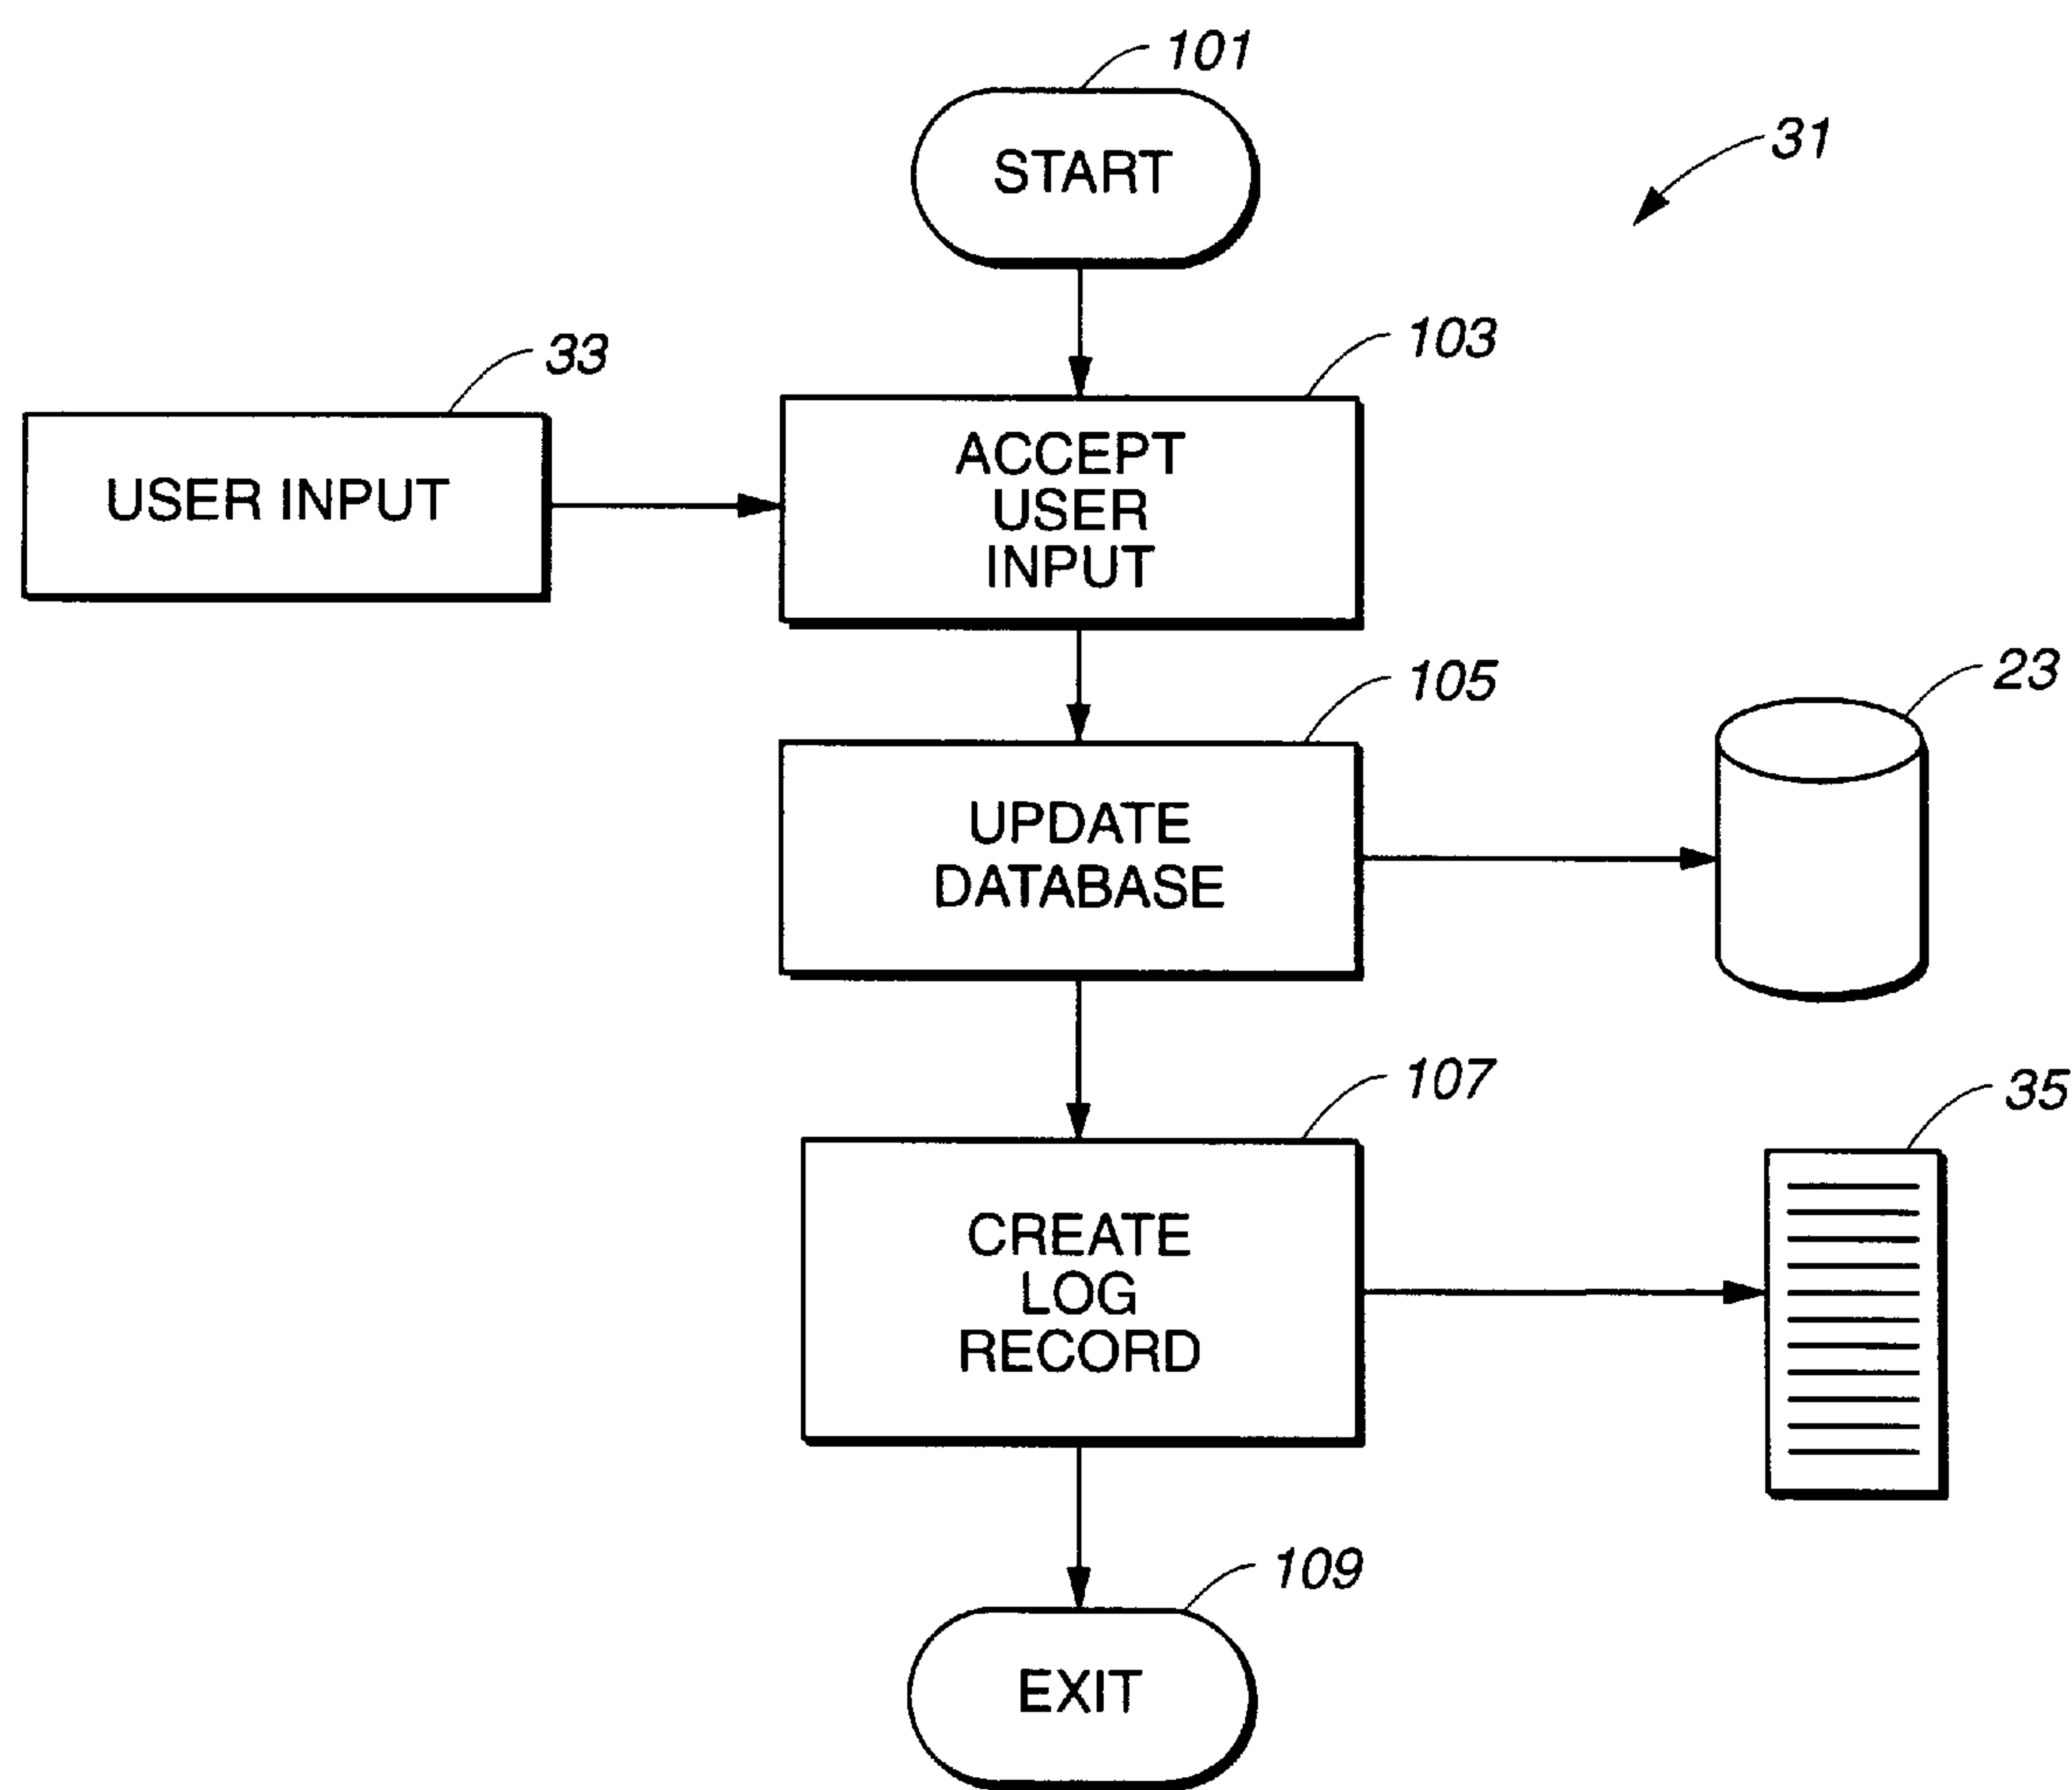 101
START
31
33
103
USER INPUT
ACCEPT
USER
INPUT
105
23
UPDATE
DATABASE
107
35
CREATE
LOG
RECORD
109
EXIT